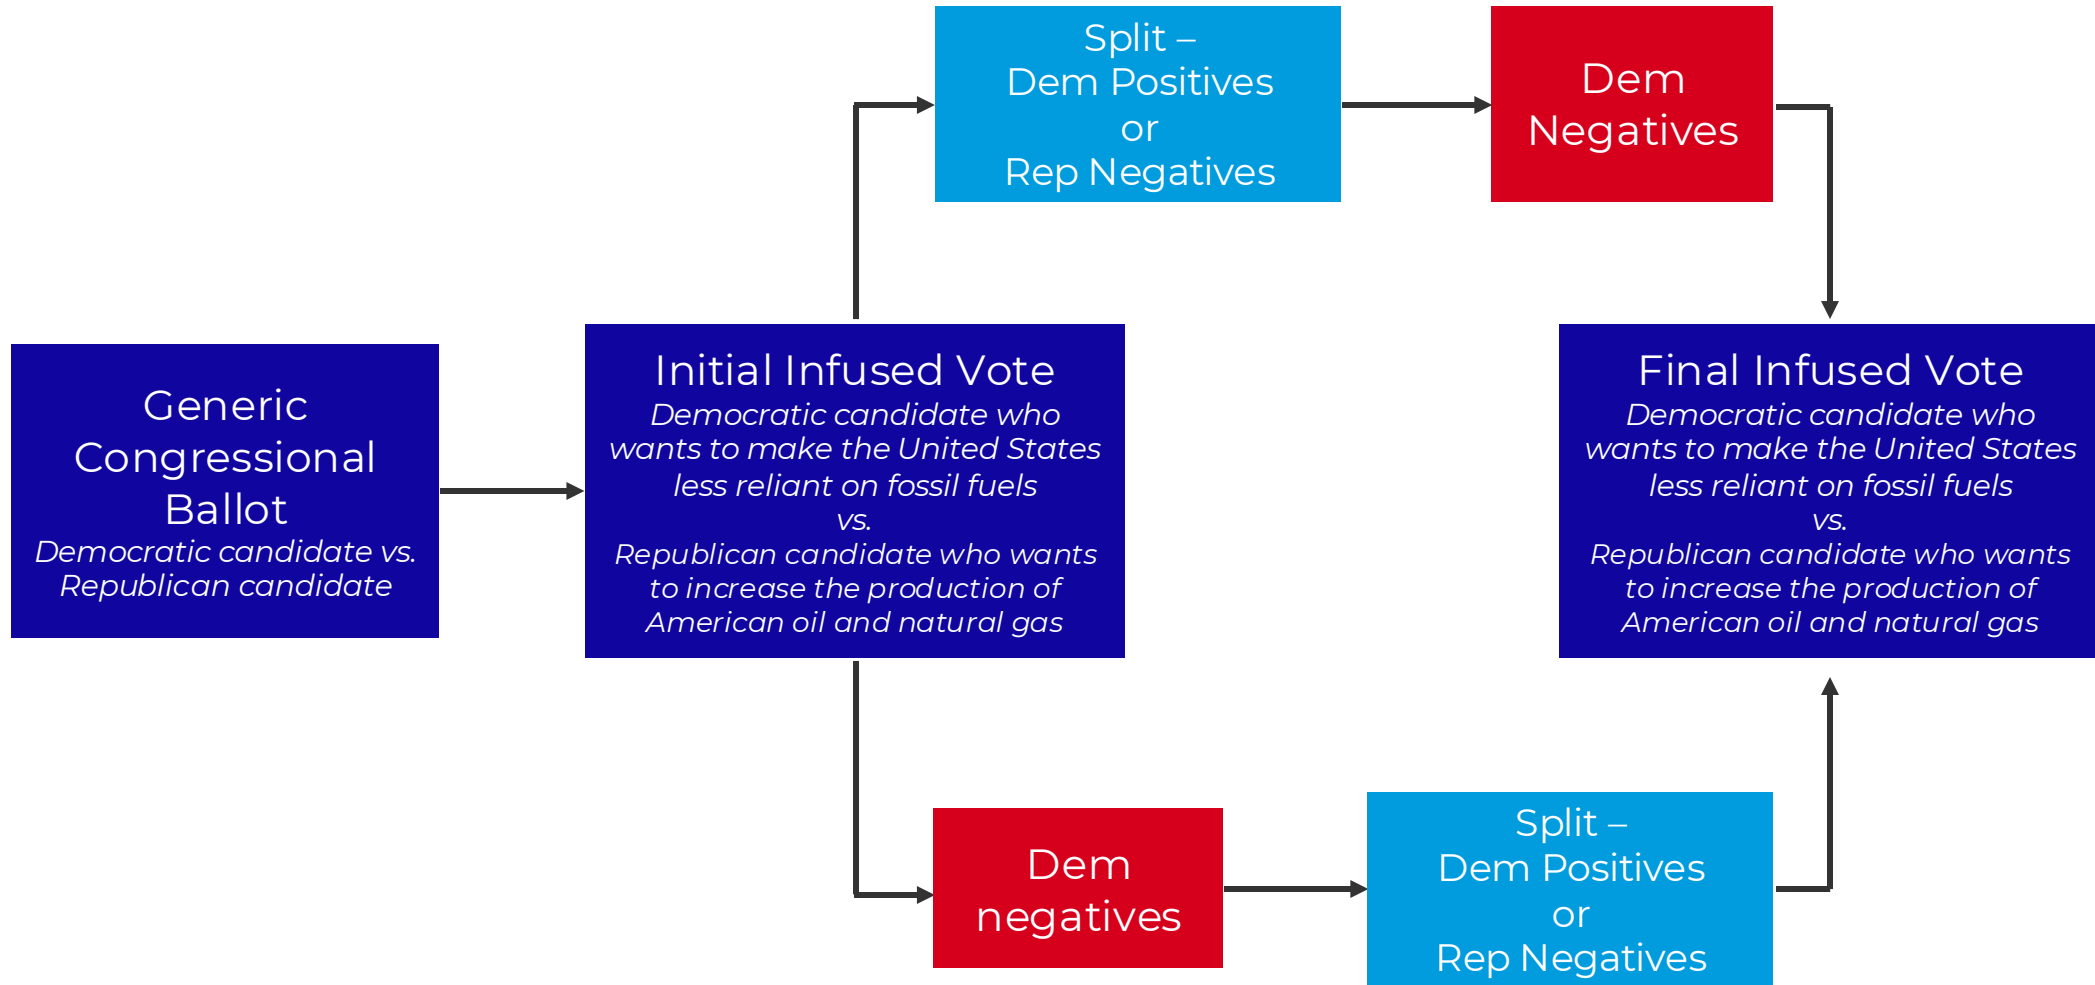 Split –
Dem Positives
or
Rep Negatives
Dem
Negatives
Generic
Congressional
Ballot
Democratic candidate vs.
Republican candidate
Initial Infused Vote
Democratic candidate who
wants to make the United States
less reliant on fossil fuels
vs.
Republican candidate who wants
to increase the production of
American oil and natural gas
Final Infused Vote
Democratic candidate who
wants to make the United States
less reliant on fossil fuels
vs.
Republican candidate who wants
to increase the production of
American oil and natural gas
Dem
negatives
Split –
Dem Positives
or
Rep Negatives